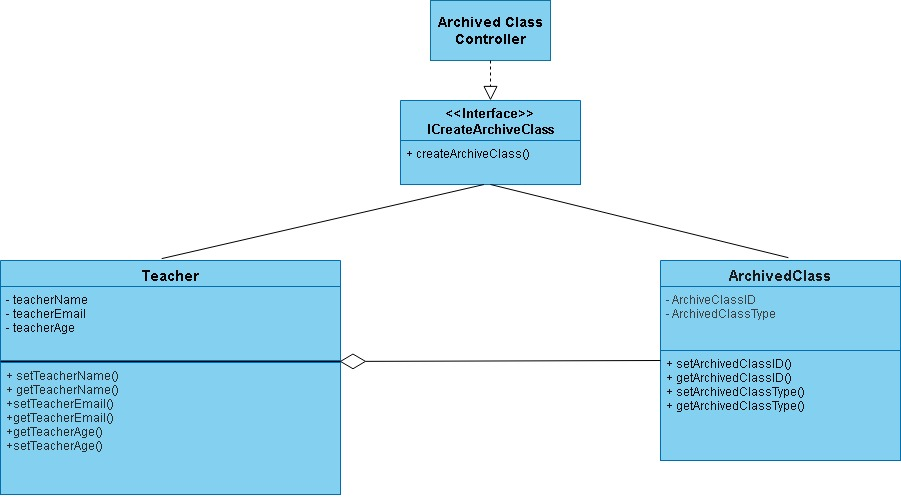 Archived Class
Controller
<<Interface>>
ICreateArchiveClass
+ createArchiveClass()
Teacher
- teacherName
- teacherEmail
- teacherAge
+ setTeacherName()
+ getTeacherName()
+setTeacherEmail()
+getTeacherEmail()
+getTeacherAge()
+setTeacherAge()
ArchivedClass
- ArchiveClassID
- ArchivedClassType
+ setArchivedClassID()
+ getArchivedClassID()
+ setArchivedClassType()
+ getArchivedClassType()